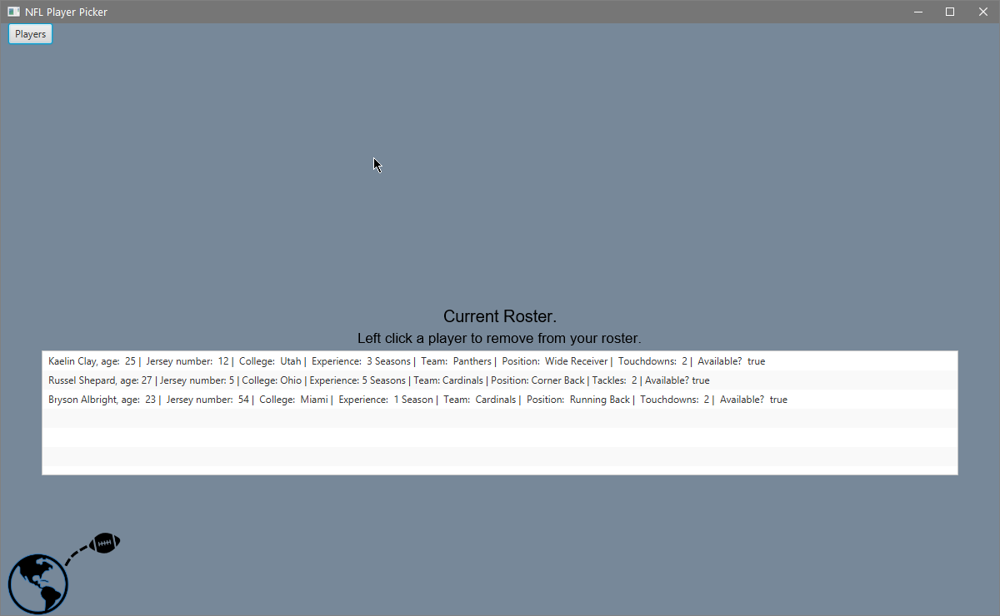 NFL Player Picker
Players
Current Roster.
Left click a player to remove from your roster.
Kaelin Clay, age:  25 |  Jersey number:  12 |  College:  Utah |  Experience:  3 Seasons |  Team:  Panthers |  Position:  Wide Receiver |  Touchdowns:  2 |  Available?  true
Russel Shepard, age: 27 | Jersey number: 5 | College: Ohio | Experience: 5 Seasons | Team: Cardinals | Position: Corner Back | Tackles:  2 | Available? true
Bryson Albright, age:  23 |  Jersey number:  54 |  College:  Miami |  Experience:  1 Season |  Team:  Cardinals |  Position:  Running Back |  Touchdowns:  2 |  Available?  true